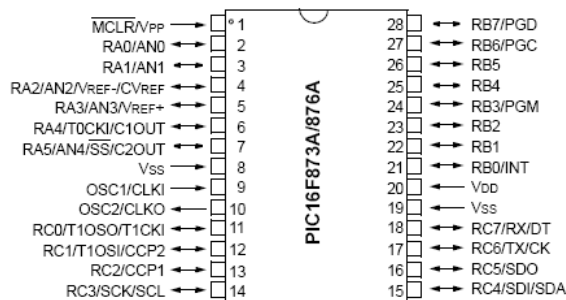 MCLR/VPP 1 28 RB7/PGD
RA0/AN0 2 27 RB6/PGC
RA1/AN1 3 26 RB5
RA2/AN2/VREF-/CVREF 4 25 RB4
RA3/AN3/VREF+ 5 24 RB3/PGM
RA4/T0CKI/C1OUT 6 23 RB2
RA5/AN4/SS/C2OUT 7 22 RB1
VSS 8 21 RB0/INT
OSC1/CLKI 9 20 VDD
OSC2/CLKO 10 19 VSS
RC0/T1OSO/T1CKI 11 18 RC7/RX/DT
RC1/T1OSI/CCP2 12 17 RC6/TX/CK
RC2/CCP1 13 16 RC5/SDO
RC3/SCK/SCL 14 15 RC4/SDI/SDA
PIC16F873A/876A